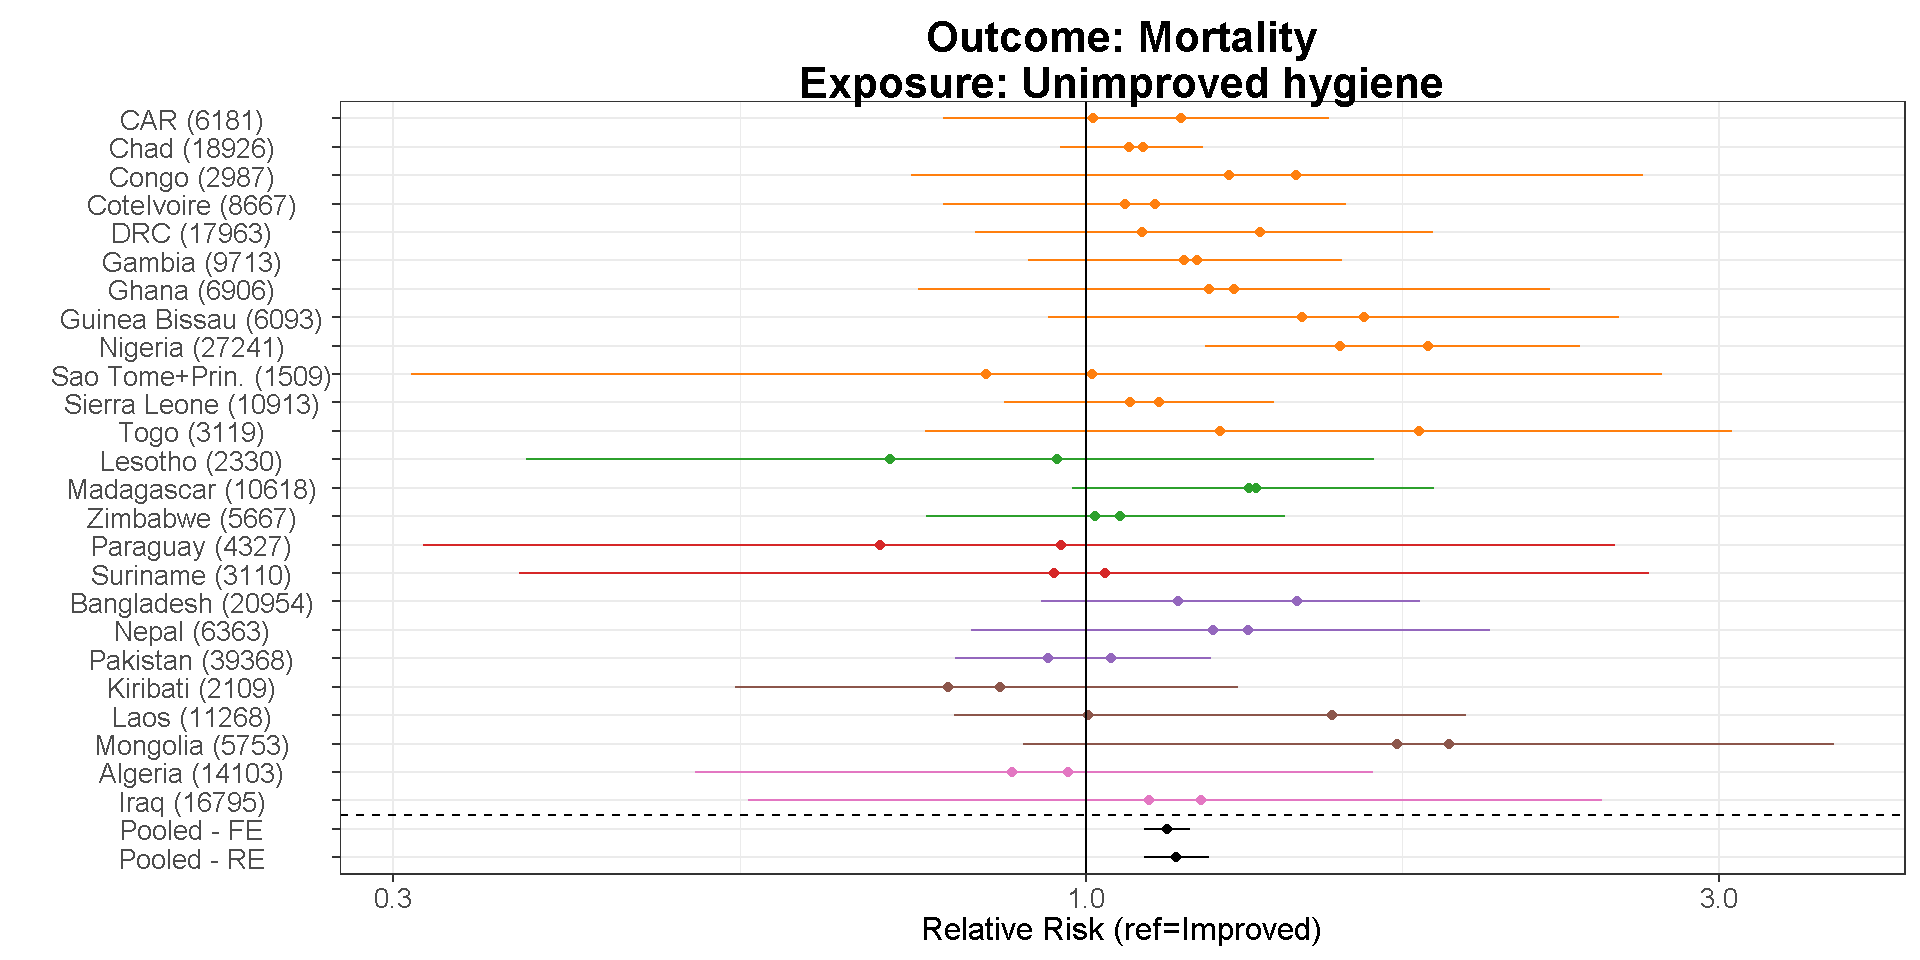 Outcome: Mortality
Exposure: Unimproved hygiene
CAR (6181)
Chad (18926)
Congo (2987)
CoteIvoire (8667)
DRC (17963)
Gambia (9713)
Ghana (6906)
Guinea Bissau (6093)
Nigeria (27241)
Sao Tome+Prin. (1509)
Sierra Leone (10913)
Togo (3119)
Lesotho (2330)
Madagascar (10618)
Zimbabwe (5667)
Paraguay (4327)
Suriname (3110)
Bangladesh (20954)
Nepal (6363)
Pakistan (39368)
Kiribati (2109)
Laos (11268)
Mongolia (5753)
Algeria (14103)
Iraq (16795)
Pooled - FE
Pooled - RE
0.3 1.0 3.0
Relative Risk (ref=Improved)